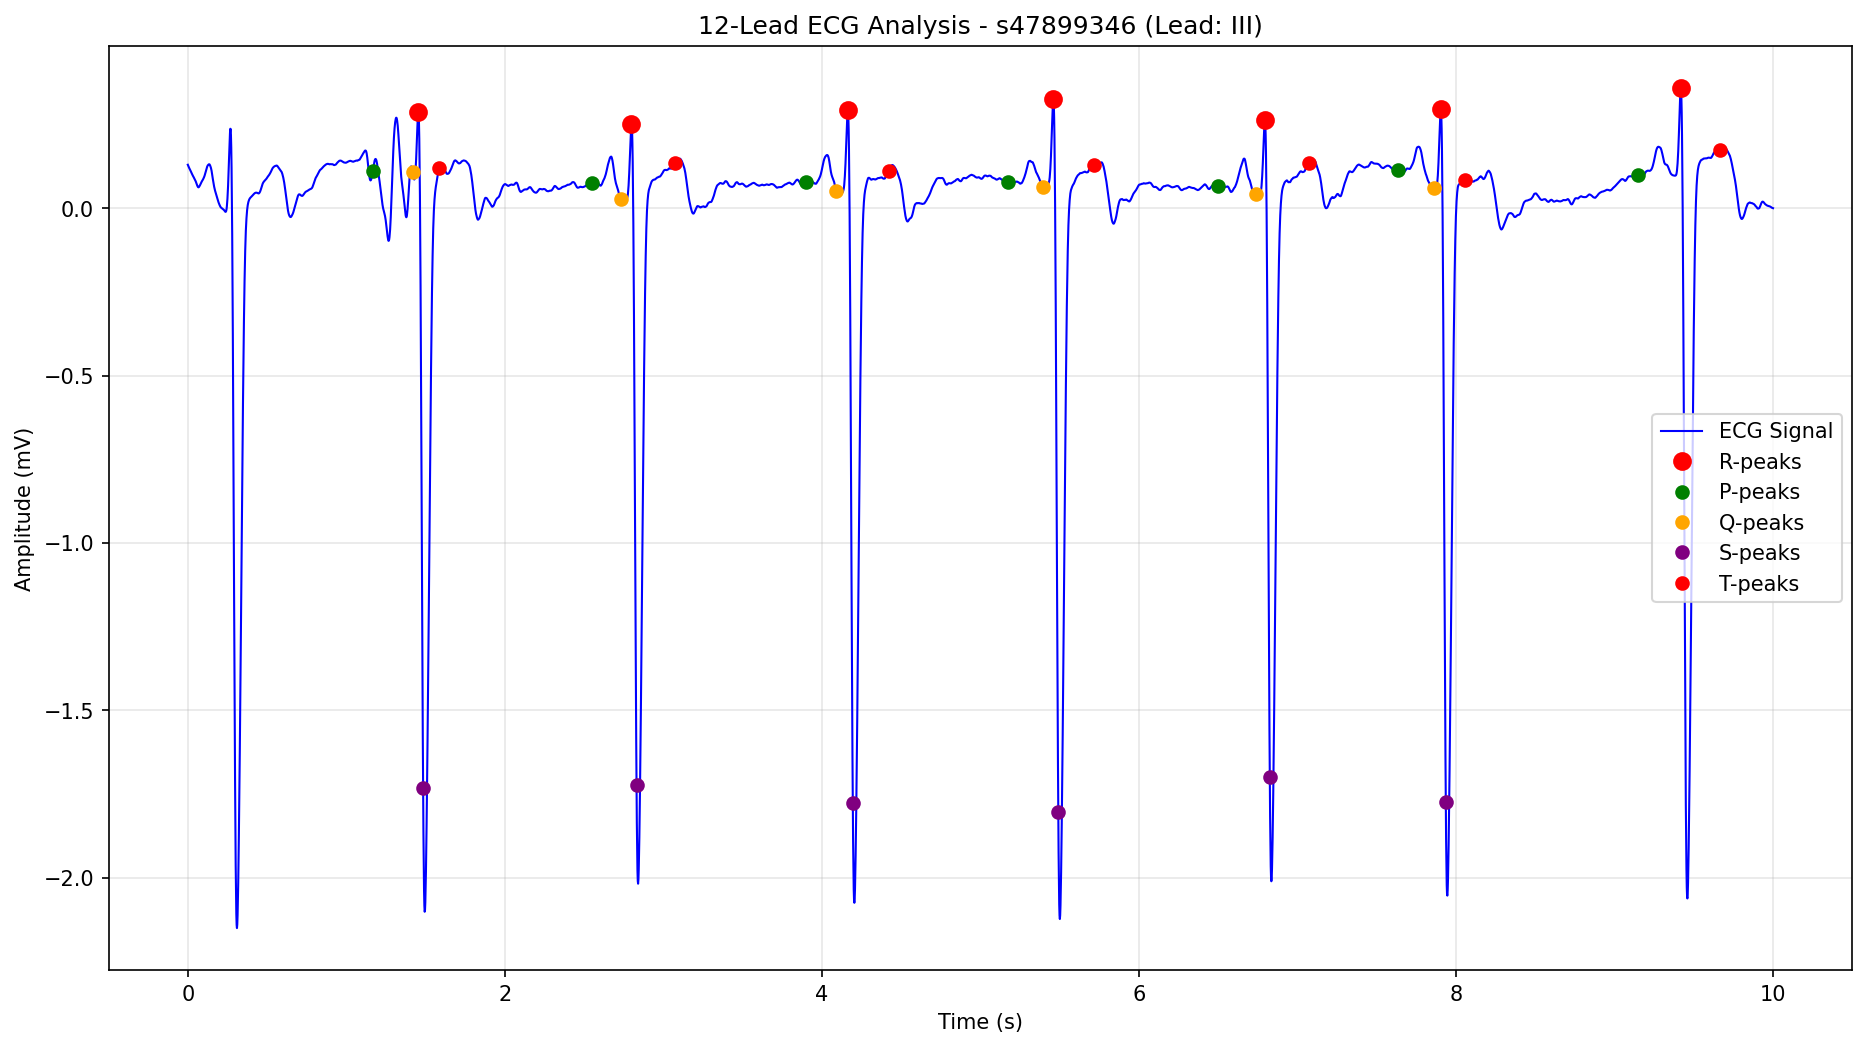 12-Lead ECG Analysis - s47899346 (Lead: III)
Amplitude (mV)
0.0
−0.5
−1.0
−1.5
−2.0
ECG Signal
R-peaks
P-peaks
Q-peaks
S-peaks
T-peaks
0 2 4 6 8 10
Time (s)